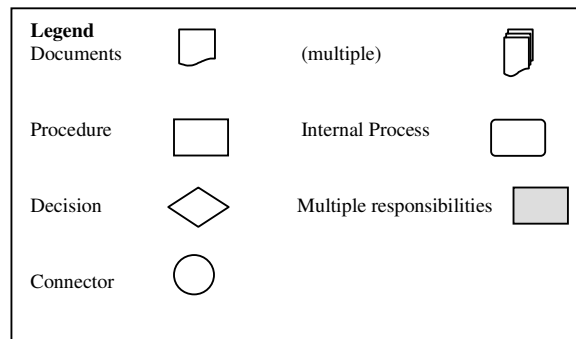 Legend
Documents (multiple)
Procedure Internal Process
Decision Multiple responsibilities
Connector